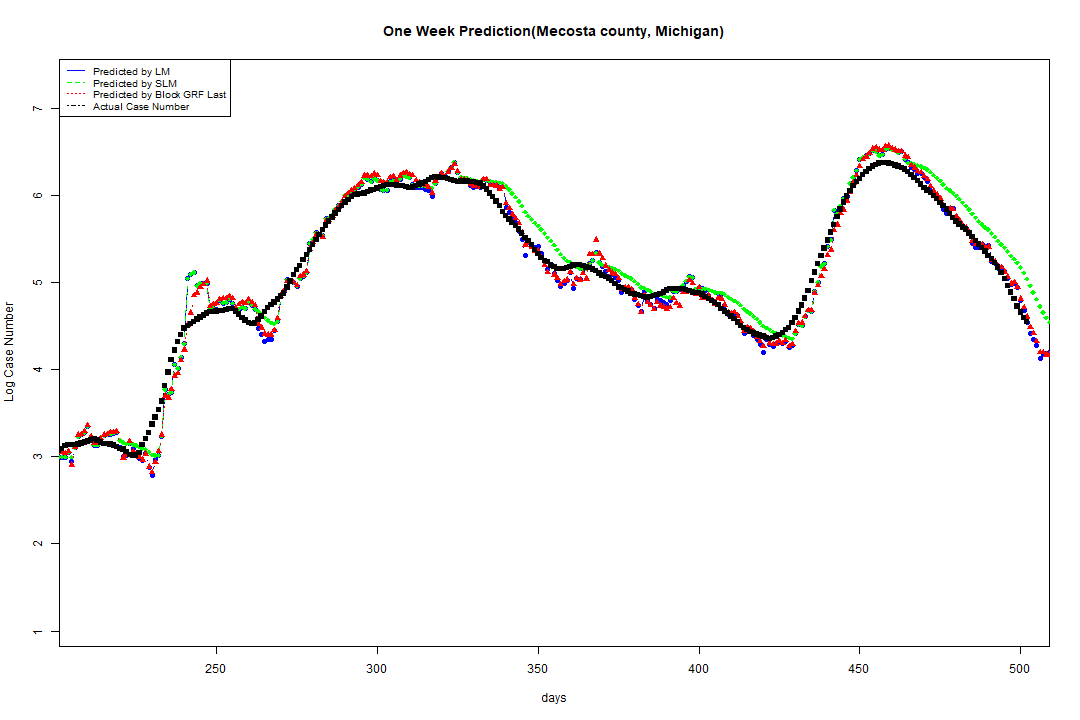 One Week Prediction(Mecosta county, Michigan)
Predicted by LM
Predicted by SLM
Predicted by Block GRF Last
Actual Case Number
7
6
5
4
3
2
1
Log Case Number
250 300 350 400 450 500
days